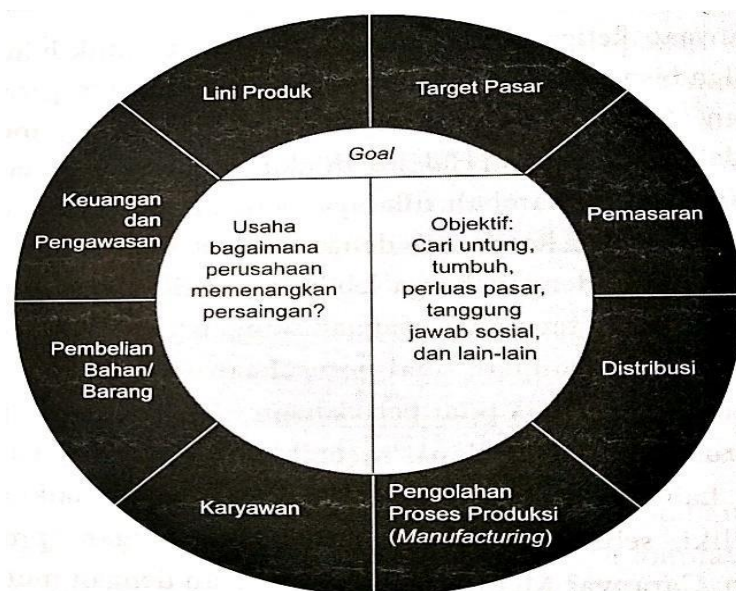 Lini Produk
Target Pasar
Goal
Keuangan
dan
Pengawasan
Usaha
bagaimana
perusahaan
memenangkan
persaingan?
Objektif:
Cari untung,
tumbuh,
perluas pasar,
tanggung
jawab sosial,
dan lain-lain
Pemasaran
Pembelian
Bahan/
Barang
Distribusi
Karyawan
Pengolahan
Proses Produksi
(Manufacturing)